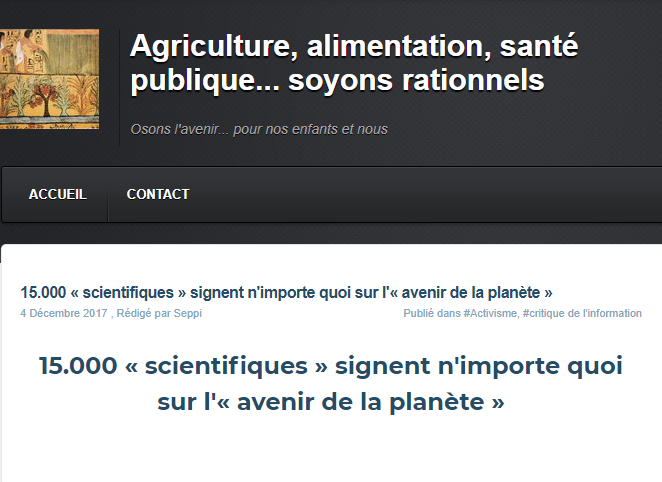 Agriculture, alimentation, santé
publique... soyons rationnels
Osons l'avenir... pour nos enfants et nous
ACCUEIL CONTACT
15.000 « scientifiques » signent n'importe quoi sur l'« avenir de la planète »
4 Décembre 2017 , Rédigé par Seppi Publié dans #Activisme, #critique de l'information
15.000 « scientifiques » signent n'importe quoi
sur l'« avenir de la planète »